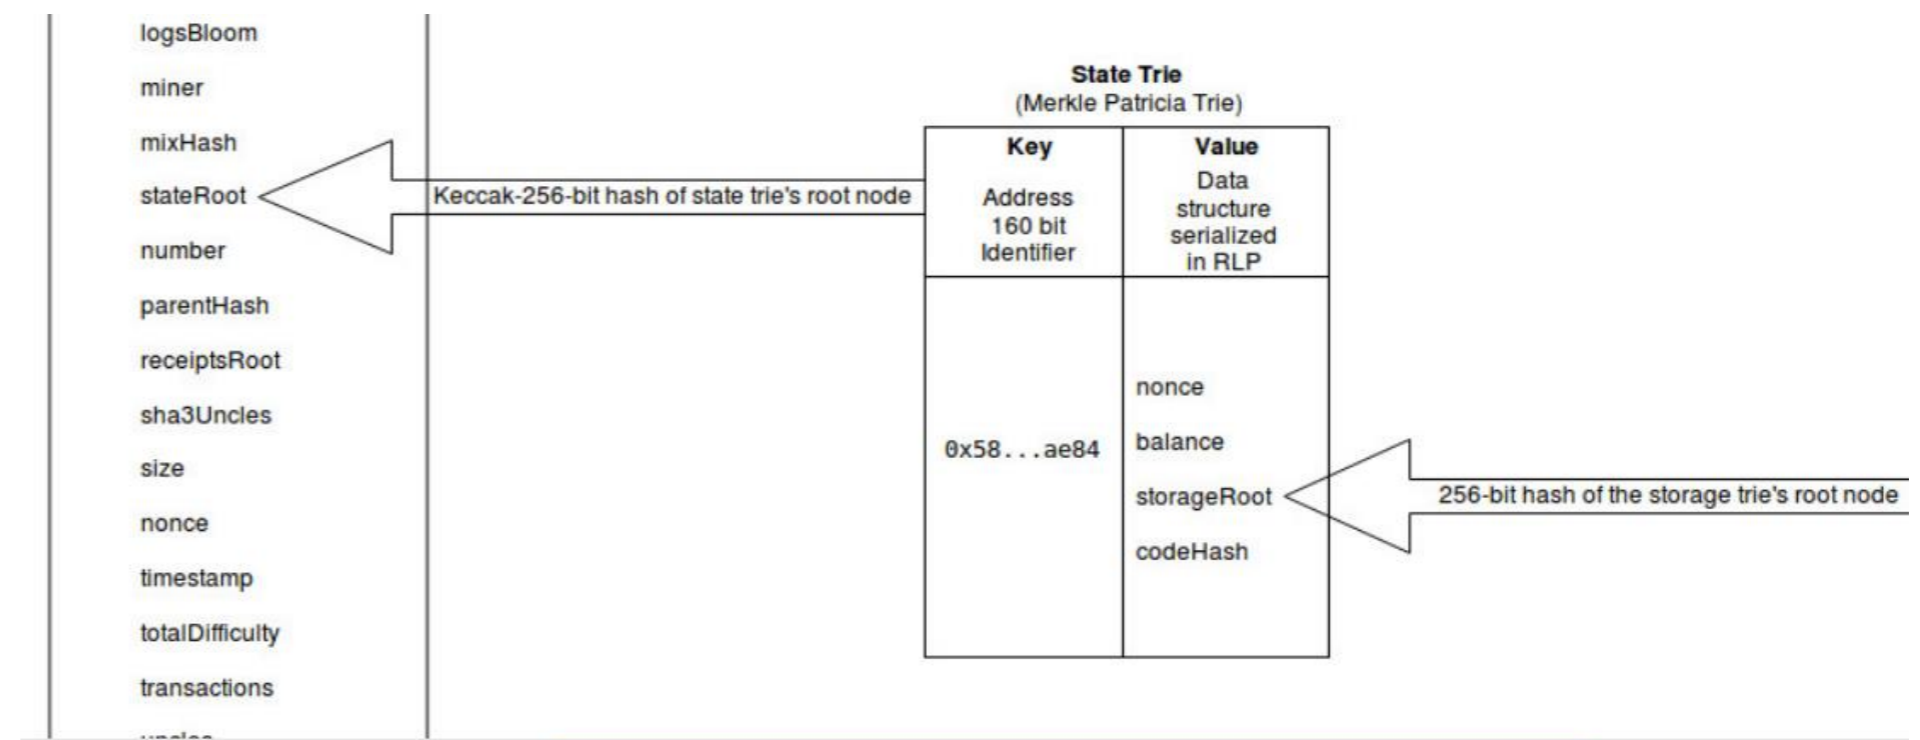 logsBloom
miner
mixHash
stateRoot
number
parentHash
receiptsRoot
sha3Uncles
size
nonce
timestamp
totalDifficulty
transactions
Keccak-256-bit hash of state trie's root node
State Trie
(Merkle Patricia Trie)
Key
Address
160 bit
Identifier
Value
Data
structure
serialized
in RLP
0x58...ae84
nonce
balance
storageRoot
codeHash
256-bit hash of the storage trie's root node